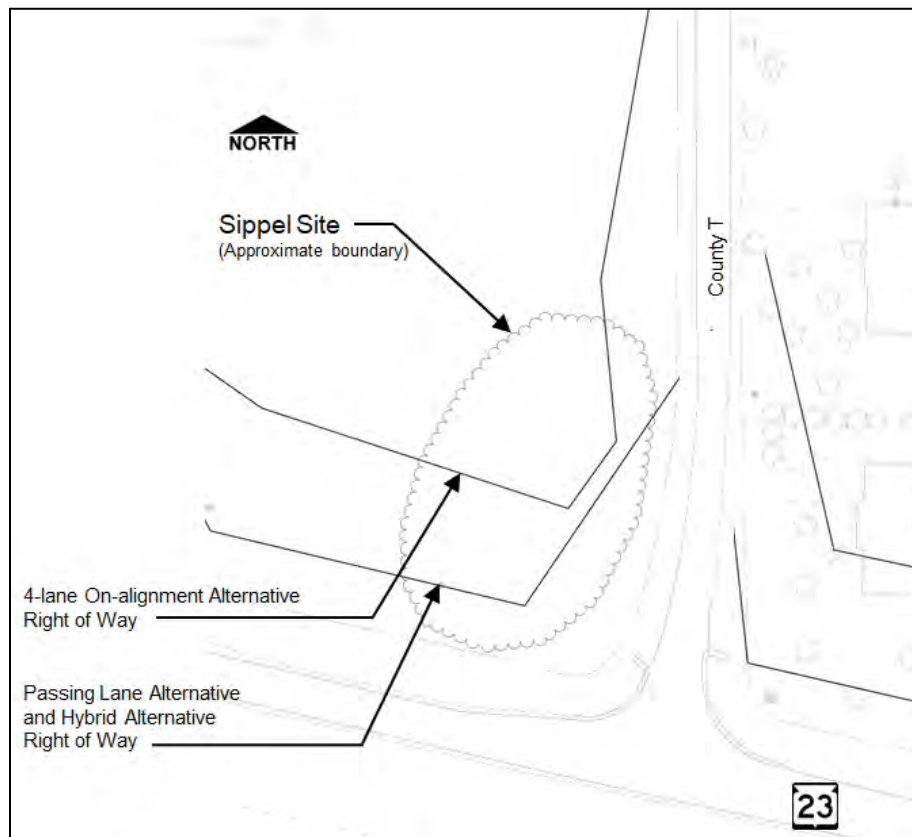 NORTH
Sippel Site
(Approximate boundary)
County T
4-lane On-alignment Alternative
Right of Way
Passing Lane Alternative
and Hybrid Alternative
Right of Way
23